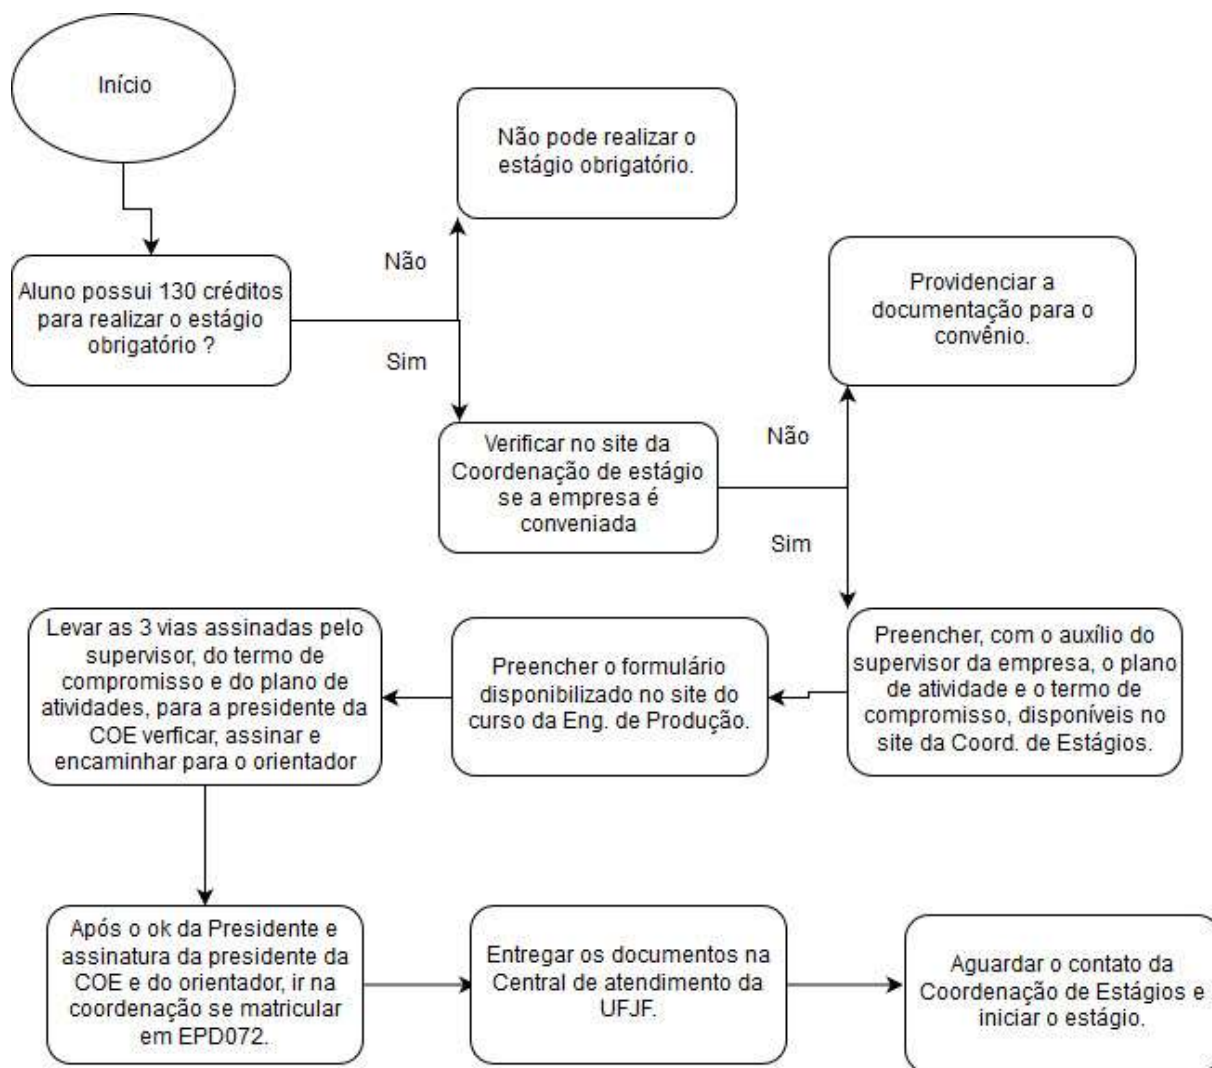 Início
Não pode realizar o
estágio obrigatório.
Não
Aluno possui 130 créditos
para realizar o estágio
obrigatório ?
Sim
Providenciar a
documentação para o
convênio.
Verificar no site da
Coordenação de estágio
se a empresa é
conveniada
Não
Sim
Preencher, com o auxílio do
supervisor da empresa, o plano
de atividade e o termo de
compromisso, disponíveis no
site da Coord. de Estágios.
Preencher o formulário
disponibilizado no site do
curso da Eng. de Produção.
Levar as 3 vias assinadas pelo
supervisor, do termo de
compromisso e do plano de
atividades, para a presidente da
COE verficar, assinar e
encaminhar para o orientador
Após o ok da Presidente e
assinatura da presidente da
COE e do orientador, ir na
coordenação se matricular
em EPD072.
Entregar os documentos na
Central de atendimento da
UFJF.
Aguardar o contato da
Coordenação de Estágios e
iniciar o estágio.